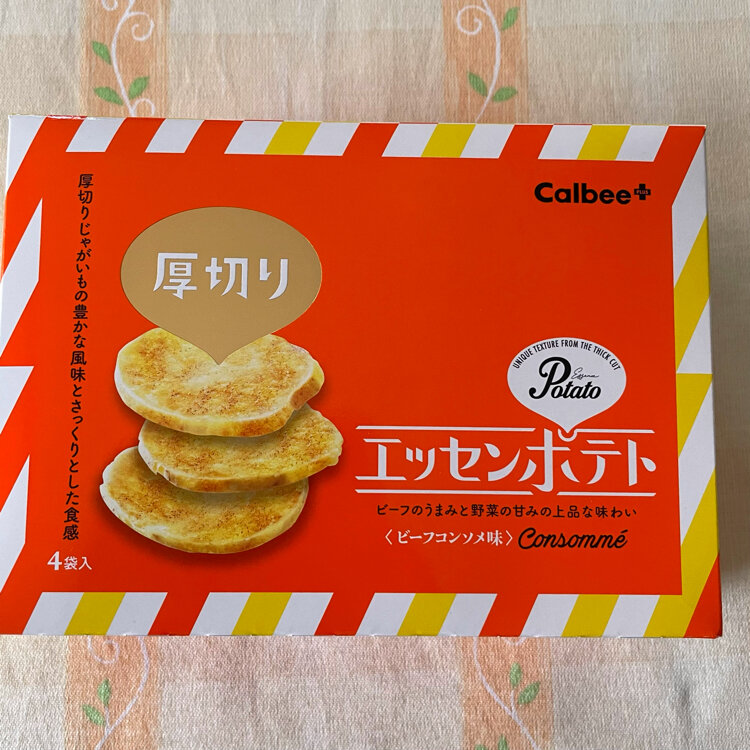 Calbee PLUS
厚切り
厚切りじゃがいもの豊かな風味とさっくりとした食感
UNIQUE TEXTURE FROM THE THICK CUT
Essen
Potato
エッセンポテト
ビーフのうまみと野菜の甘みの上品な味わい
〈ビーフコンソメ味〉 Consommé
4袋入